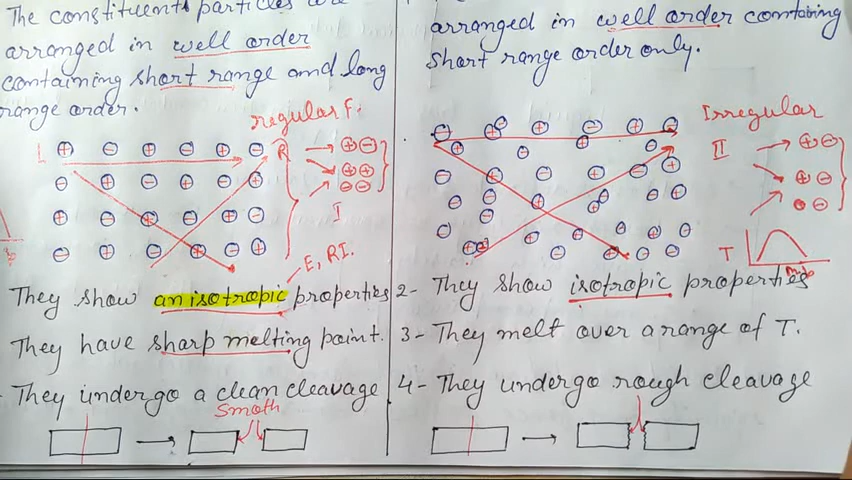 The constituents particles are
arranged in well order
containing short range and long
range order.
regular F.
L
R
I
E, RI.
They show anisotropic properties
They have sharp melting point.
They undergo a clean cleavage
Smoth
arranged in well order containing
Short range order only.
Irregular
II
T
2- They show isotropic properties
3- They melt over a range of T.
4- They undergo rough cleavage